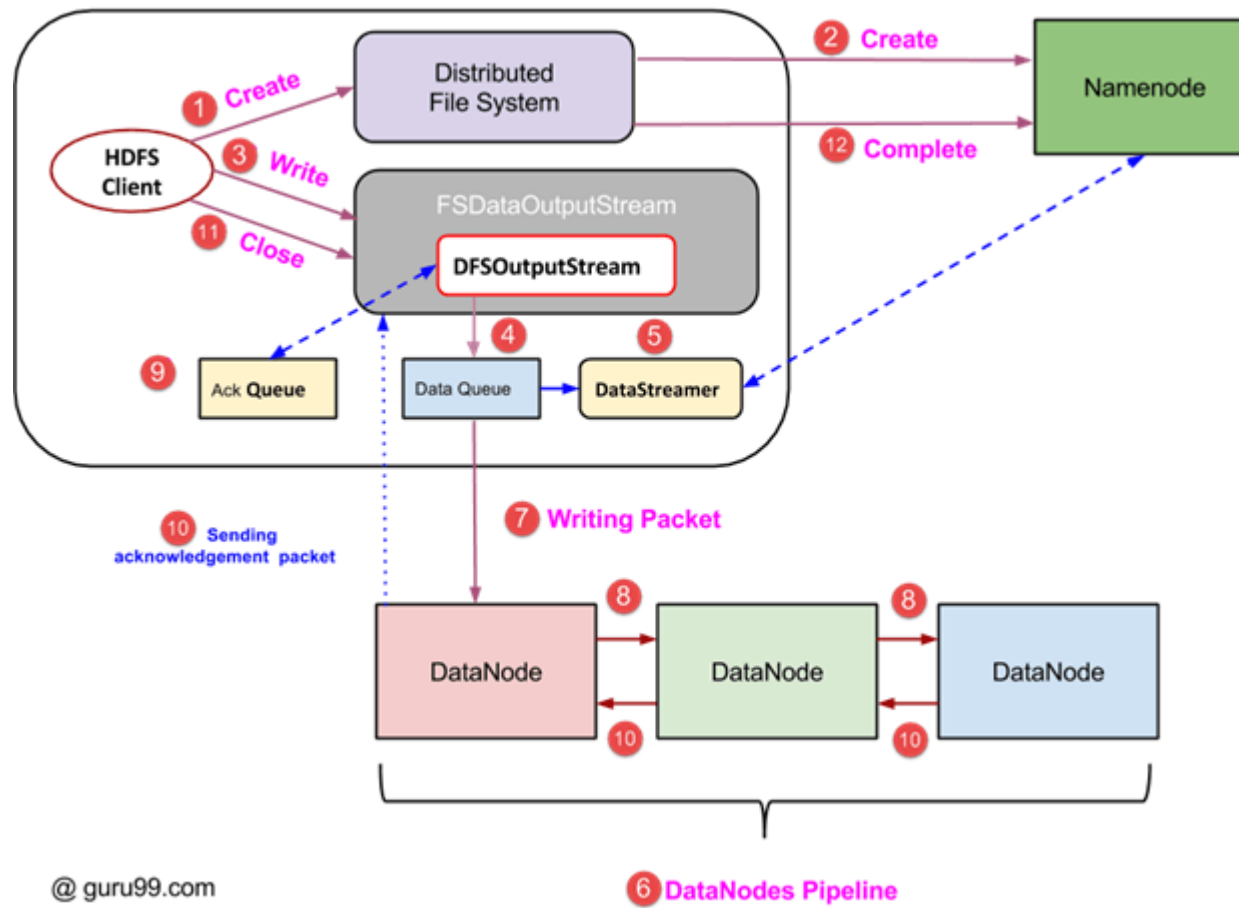 2 Create
Distributed
File System
Namenode
1 Create
12 Complete
HDFS
Client
3 Write
FSDataOutputStream
11 Close
DFSOutputStream
4
5
9
Ack Queue
Data Queue
DataStreamer
7 Writing Packet
10 Sending
acknowledgement packet
8
8
DataNode
DataNode
DataNode
10
10
@ guru99.com
6 DataNodes Pipeline